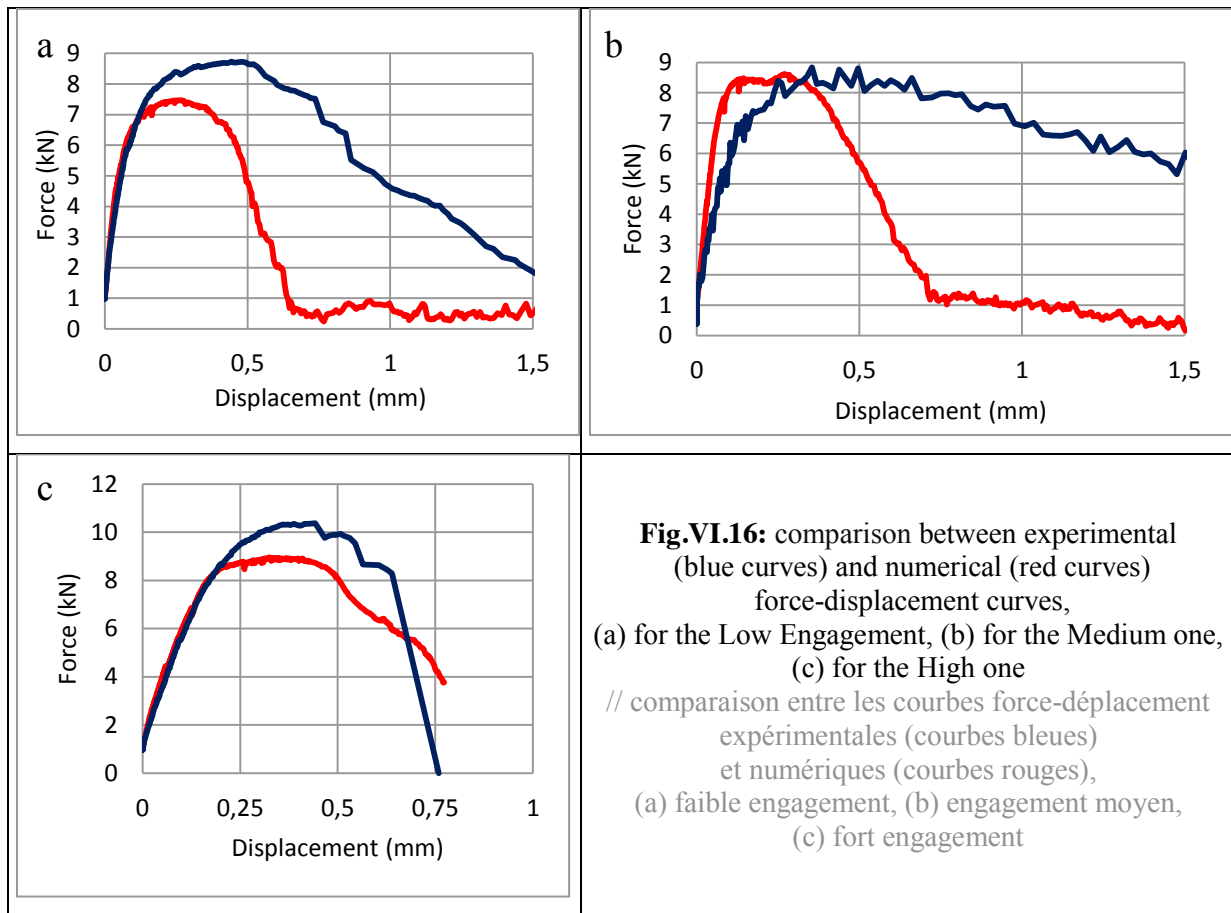 a
9
8
7
6
5
4
3
2
1
0
Force (kN)
0 0,5 1 1,5
Displacement (mm)
b
9
8
7
6
5
4
3
2
1
0
Force (kN)
0 0,5 1 1,5
Displacement (mm)
c
12
10
8
6
4
2
0
Force (kN)
0 0,25 0,5 0,75 1
Displacement (mm)
Fig.VI.16: comparison between experimental
(blue curves) and numerical (red curves)
force-displacement curves,
(a) for the Low Engagement, (b) for the Medium one,
(c) for the High one
// comparaison entre les courbes force-déplacement
expérimentales (courbes bleues)
et numériques (courbes rouges),
(a) faible engagement, (b) engagement moyen,
(c) fort engagement